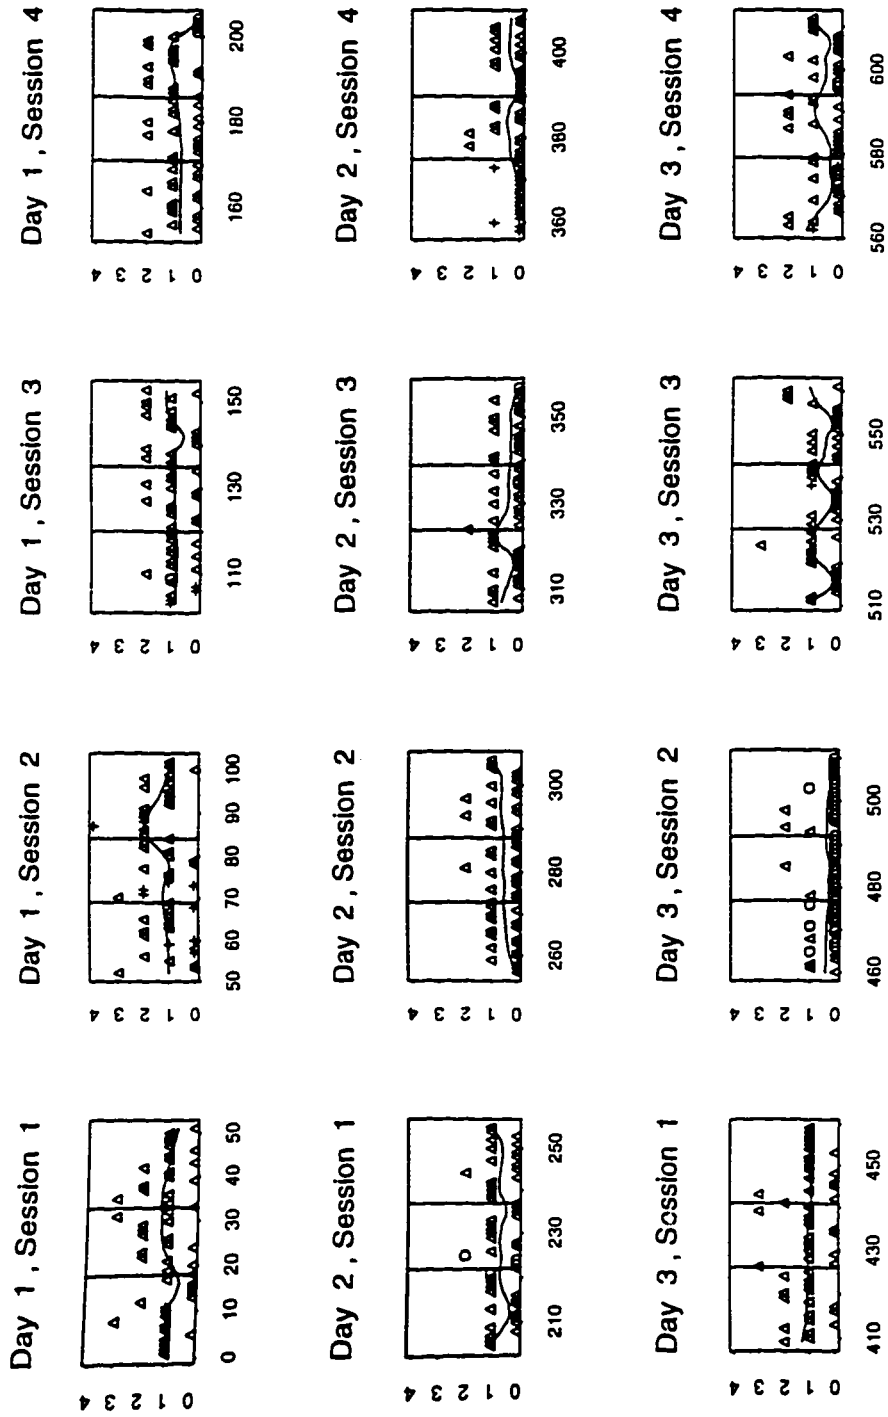 Day 1, Session 1
4 3 2 1 0
0 10 20 30 40 50
Day 1, Session 2
4 3 2 1 0
50 60 70 80 90 100
Day 1, Session 3
4 3 2 1 0
110 130 150
Day 1, Session 4
4 3 2 1 0
160 180 200
Day 2, Session 1
4 3 2 1 0
210 230 250
Day 2, Session 2
4 3 2 1 0
260 280 300
Day 2, Session 3
4 3 2 1 0
310 330 350
Day 2, Session 4
4 3 2 1 0
360 380 400
Day 3, Session 1
4 3 2 1 0
410 430 450
Day 3, Session 2
4 3 2 1 0
460 480 500
Day 3, Session 3
4 3 2 1 0
510 530 550
Day 3, Session 4
4 3 2 1 0
560 580 600